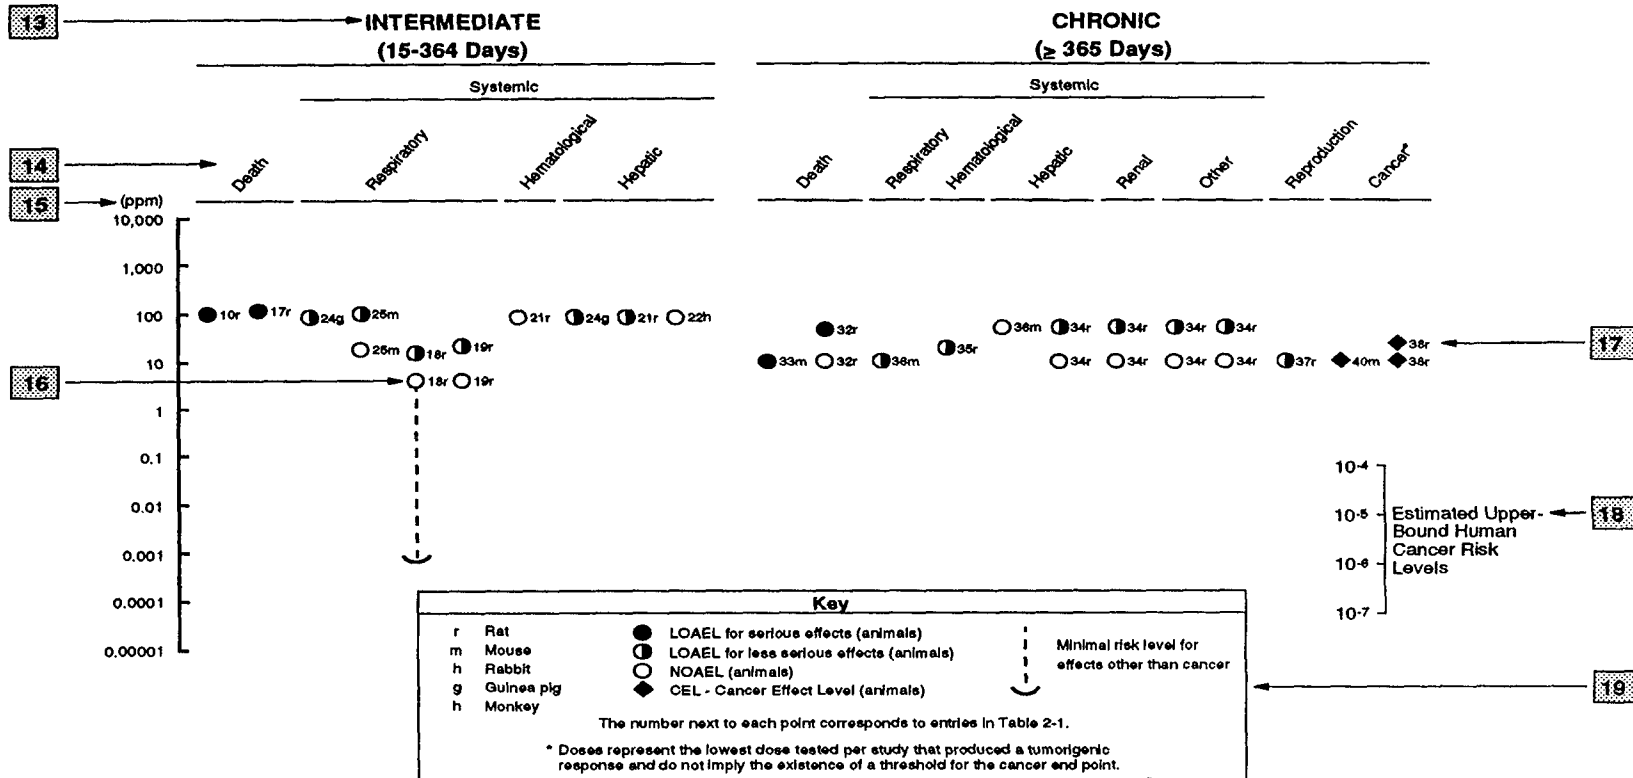 13
INTERMEDIATE
(15-364 Days)
CHRONIC
(≥ 365 Days)
Systemic
Systemic
14
Death
Respiratory
Hematological
Hepatic
Death
Respiratory
Hematological
Hepatic
Renal
Other
Reproduction
Cancer*
15
(ppm)
10,000
1,000
100
10
1
0.1
0.01
0.001
0.0001
0.00001
10r
17r
24g
25m
21r
24g
21r
22h
25m
18r
19r
16
18r
19r
32r
36m
34r
34r
34r
34r
35r
38r
17
33m
32r
36m
34r
34r
34r
34r
37r
40m
38r
10-4
10-5
10-6
10-7
Estimated Upper-
Bound Human
Cancer Risk
Levels
18
Key
r Rat
m Mouse
h Rabbit
g Guinea pig
h Monkey
LOAEL for serious effects (animals)
LOAEL for less serious effects (animals)
NOAEL (animals)
CEL - Cancer Effect Level (animals)
Minimal risk level for
effects other than cancer
19
The number next to each point corresponds to entries in Table 2-1.
* Doses represent the lowest dose tested per study that produced a tumorigenic
response and do not imply the existence of a threshold for the cancer end point.